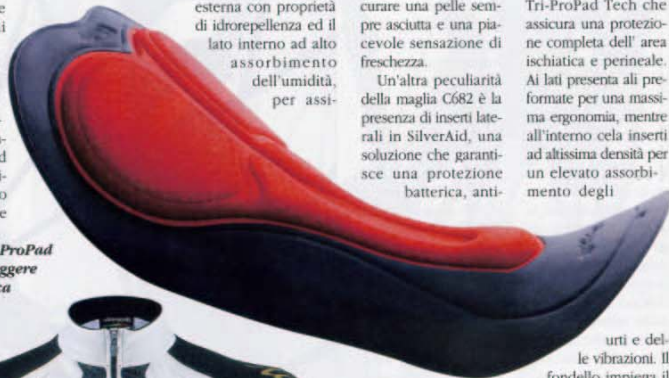 ProPad
esterna con proprietà
di idrorepellenza ed il
lato interno ad alto
assorbimento
dell'umidità,
per assi-
curare una pelle sem-
pre asciutta e una pia-
cevole sensazione di
freschezza.
Un'altra peculiarità
della maglia C682 è la
presenza di inserti late-
rali in SilverAid, una
soluzione che garanti-
sce una protezione
batterica, anti-
Tri-ProPad Tech che
assicura una protezio-
ne completa dell' area
ischiatica e perineale.
Ai lati presenta ali pre-
formate per una massi-
ma ergonomia, mentre
all'interno cela inserti
ad altissima densità per
un elevato assorbi-
mento degli
urti e del-
le vibrazioni. Il
fondello impiega il